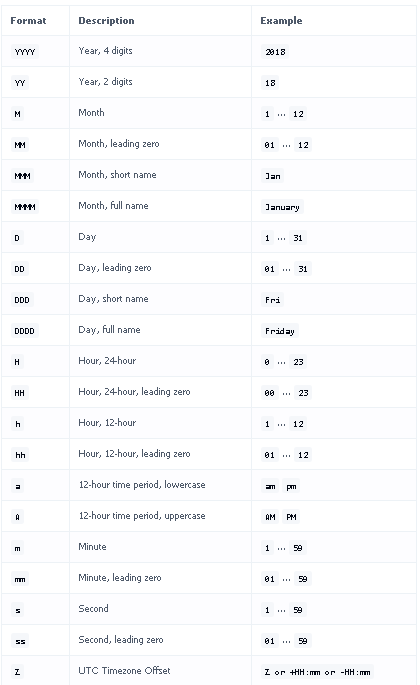 Format Description Example
YYYY Year, 4 digits 2018
YY Year, 2 digits 18
M Month 1 ... 12
MM Month, leading zero 01 ... 12
MMM Month, short name Jan
MMMM Month, full name January
D Day 1 ... 31
DD Day, leading zero 01 ... 31
DDD Day, short name Fri
DDDD Day, full name Friday
H Hour, 24-hour 0 ... 23
HH Hour, 24-hour, leading zero 00 ... 23
h Hour, 12-hour 1 ... 12
hh Hour, 12-hour, leading zero 01 ... 12
a 12-hour time period, lowercase am pm
A 12-hour time period, uppercase AM PM
m Minute 1 ... 59
mm Minute, leading zero 01 ... 59
s Second 1 ... 59
ss Second, leading zero 01 ... 59
Z UTC Timezone Offset Z or +HH:mm or -HH:mm